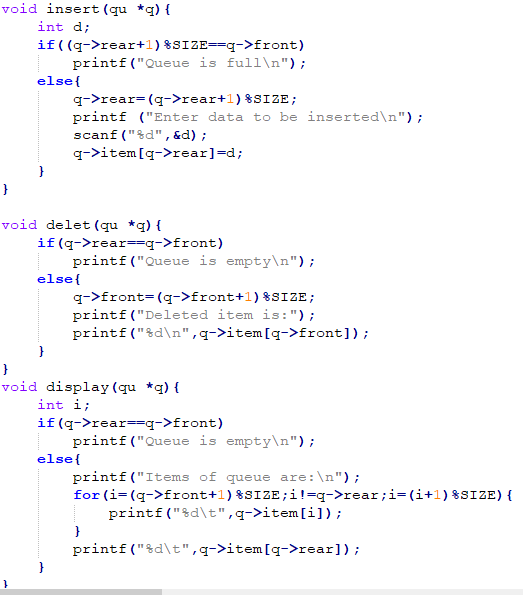 void insert(qu *q){
    int d;
    if((q->rear+1)%SIZE==q->front)
        printf("Queue is full\n");
    else{
        q->rear=(q->rear+1)%SIZE;
        printf ("Enter data to be inserted\n");
        scanf("%d",&d);
        q->item[q->rear]=d;
    }
}

void delet(qu *q){
    if(q->rear==q->front)
        printf("Queue is empty\n");
    else{
        q->front=(q->front+1)%SIZE;
        printf("Deleted item is:");
        printf("%d\n",q->item[q->front]);
    }
}
void display(qu *q){
    int i;
    if(q->rear==q->front)
        printf("Queue is empty\n");
    else{
        printf("Items of queue are:\n");
        for(i=(q->front+1)%SIZE;i!=q->rear;i=(i+1)%SIZE){
            printf("%d\t",q->item[i]);
        }
        printf("%d\t",q->item[q->rear]);
    }
}